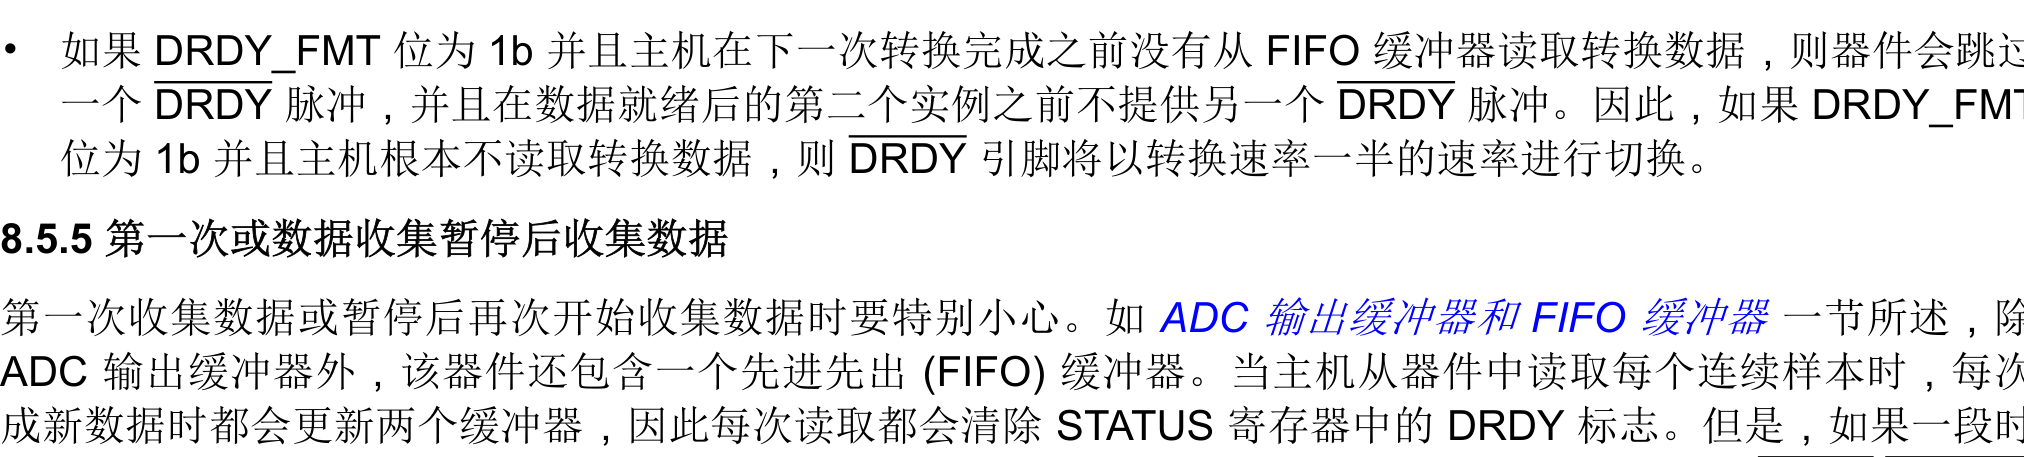 • 如果 DRDY_FMT 位为 1b 并且主机在下一次转换完成之前没有从 FIFO 缓冲器读取转换数据，则器件会跳过
一个 DRDY 脉冲，并且在数据就绪后的第二个实例之前不提供另一个 DRDY 脉冲。因此，如果 DRDY_FMT
位为 1b 并且主机根本不读取转换数据，则 DRDY 引脚将以转换速率一半的速率进行切换。
8.5.5 第一次或数据收集暂停后收集数据
第一次收集数据或暂停后再次开始收集数据时要特别小心。如 ADC 输出缓冲器和 FIFO 缓冲器 一节所述，除
ADC 输出缓冲器外，该器件还包含一个先进先出 (FIFO) 缓冲器。当主机从器件中读取每个连续样本时，每次
成新数据时都会更新两个缓冲器，因此每次读取都会清除 STATUS 寄存器中的 DRDY 标志。但是，如果一段时